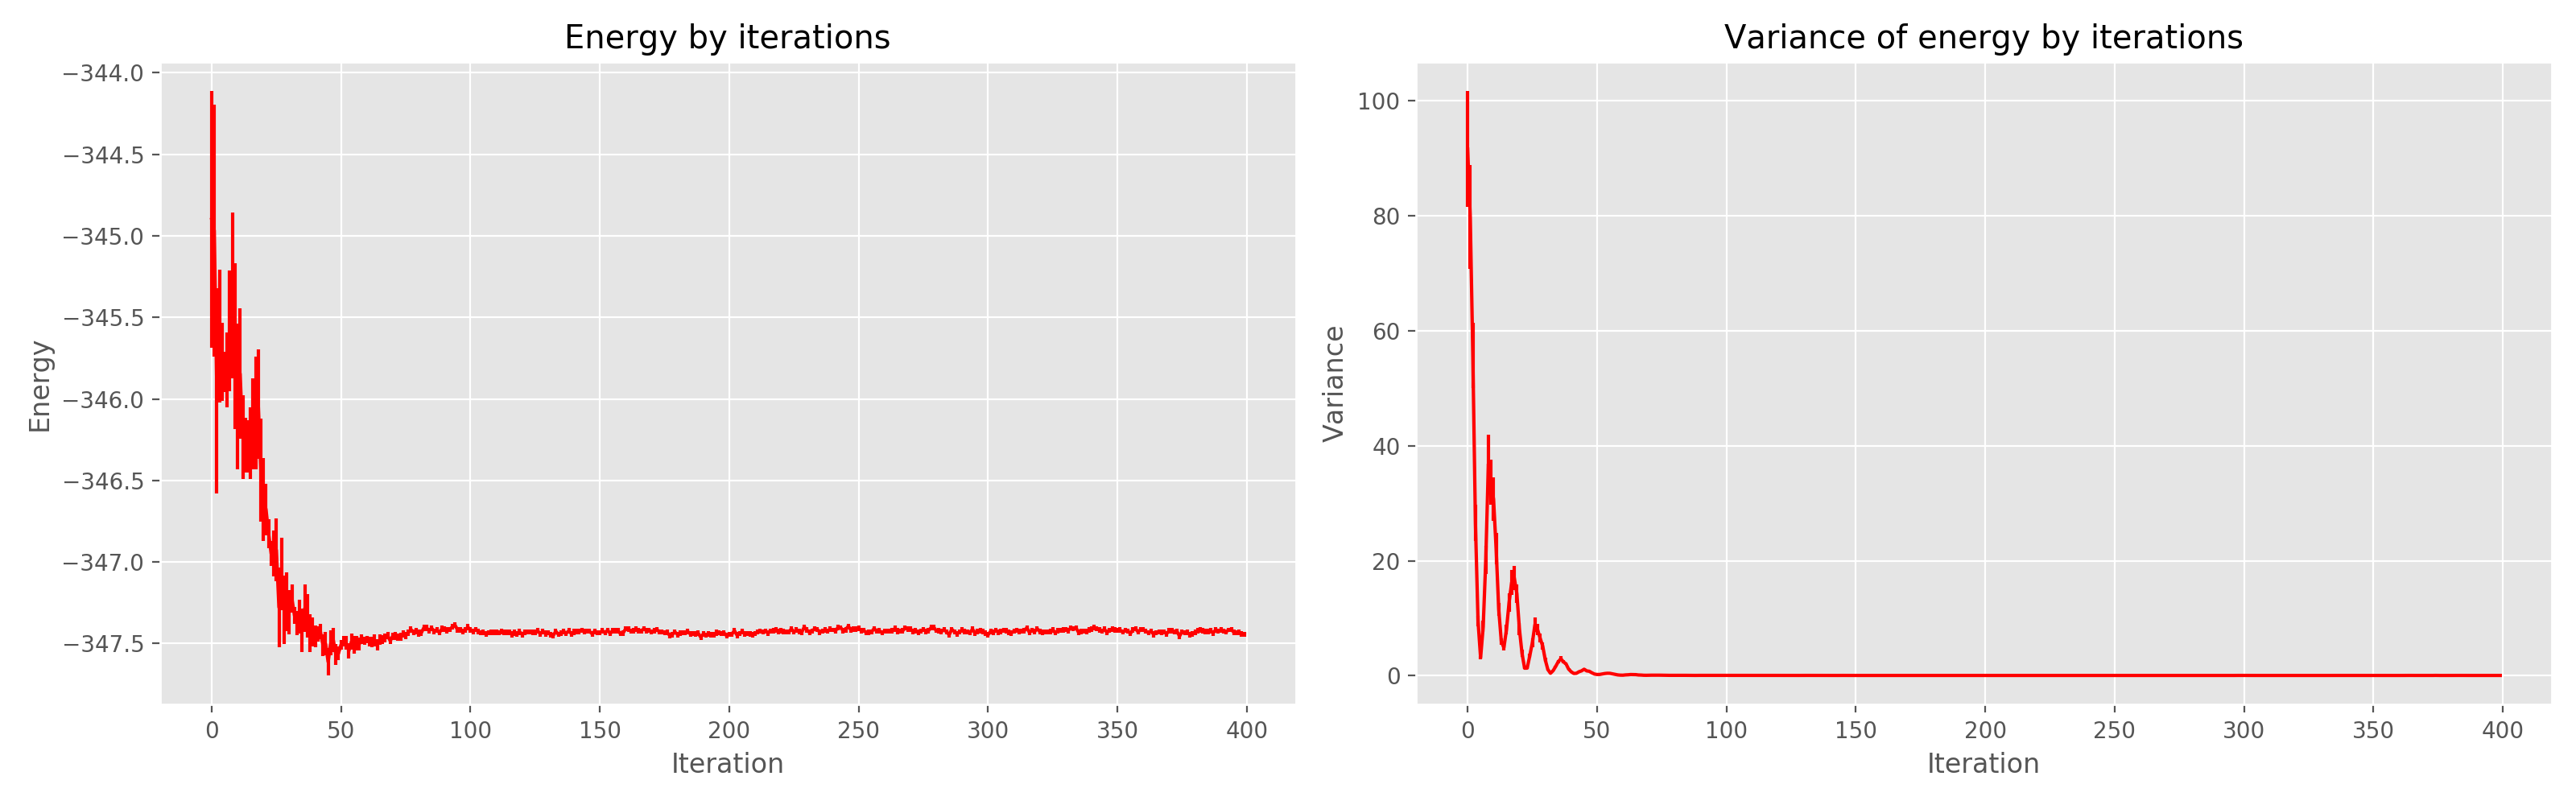 Energy by iterations
−344.0
−344.5
−345.0
−345.5
−346.0
−346.5
−347.0
−347.5
Energy
0 50 100 150 200 250 300 350 400
Iteration
Variance of energy by iterations
100
80
60
40
20
0
Variance
0 50 100 150 200 250 300 350 400
Iteration